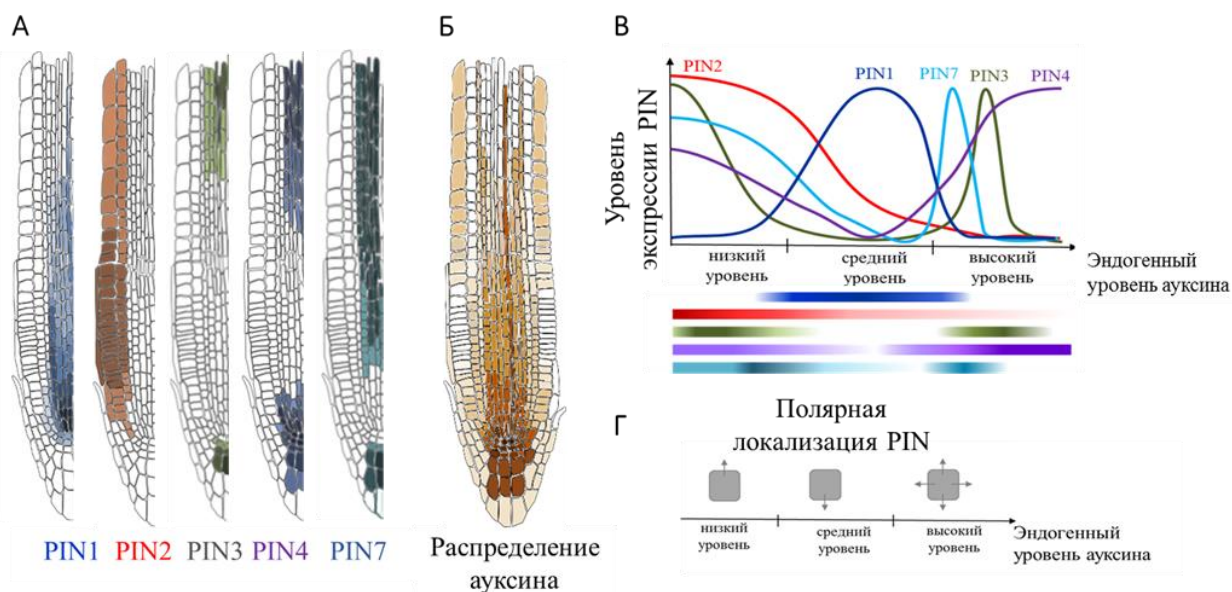 А
Б
В
PIN1 PIN2 PIN3 PIN4 PIN7
Распределение
ауксина
Уровень
экспрессии PIN
PIN2
PIN1
PIN7
PIN3
PIN4
низкий
уровень
средний
уровень
высокий
уровень
Эндогенный
уровень ауксина
Г
Полярная
локализация PIN
низкий
уровень
средний
уровень
высокий
уровень
Эндогенный
уровень ауксина